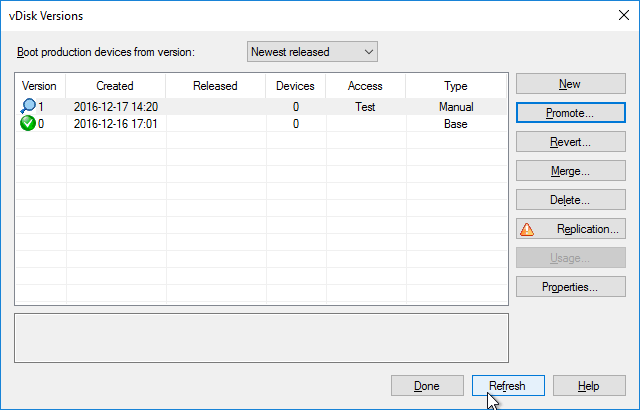 vDisk Versions
Boot production devices from version: Newest released
Version Created Released Devices Access Type
1 2016-12-17 14:20 0 Test Manual
0 2016-12-16 17:01 0 Base
New
Promote...
Revert...
Merge...
Delete...
Replication...
Usage...
Properties...
Done Refresh Help